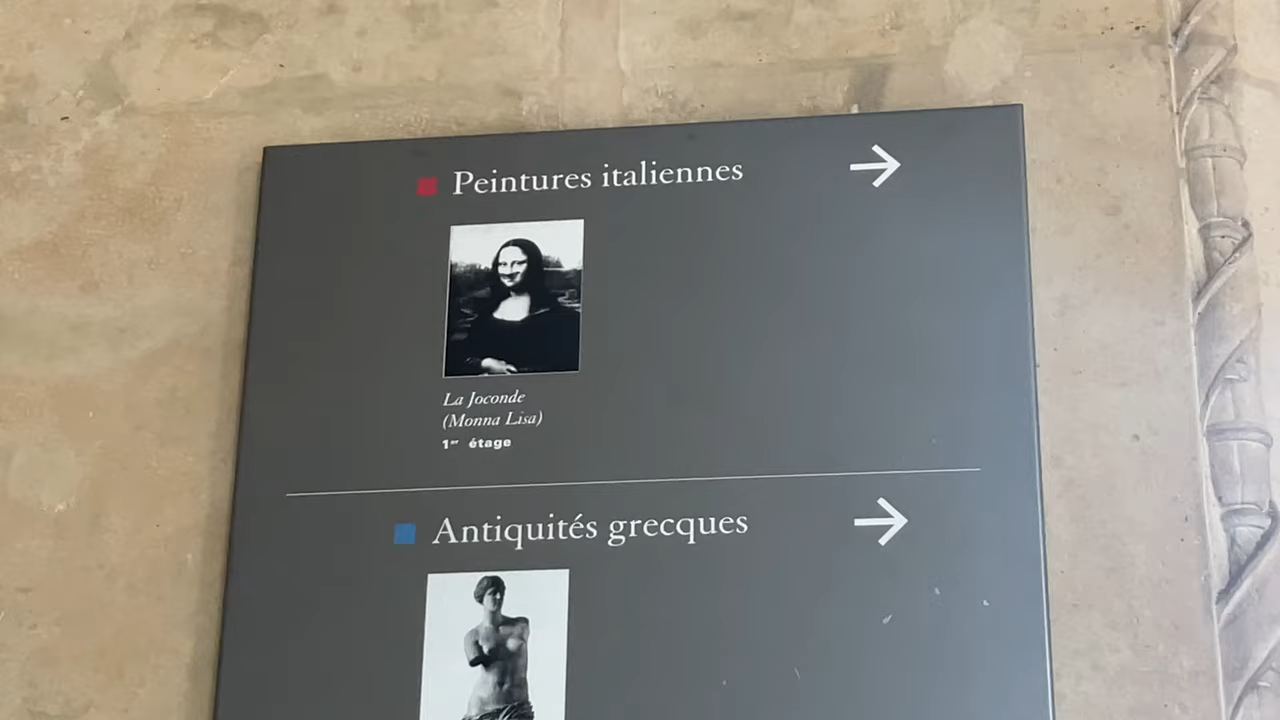 Peintures italiennes
La Joconde
(Monna Lisa)
1er étage
Antiquités grecques